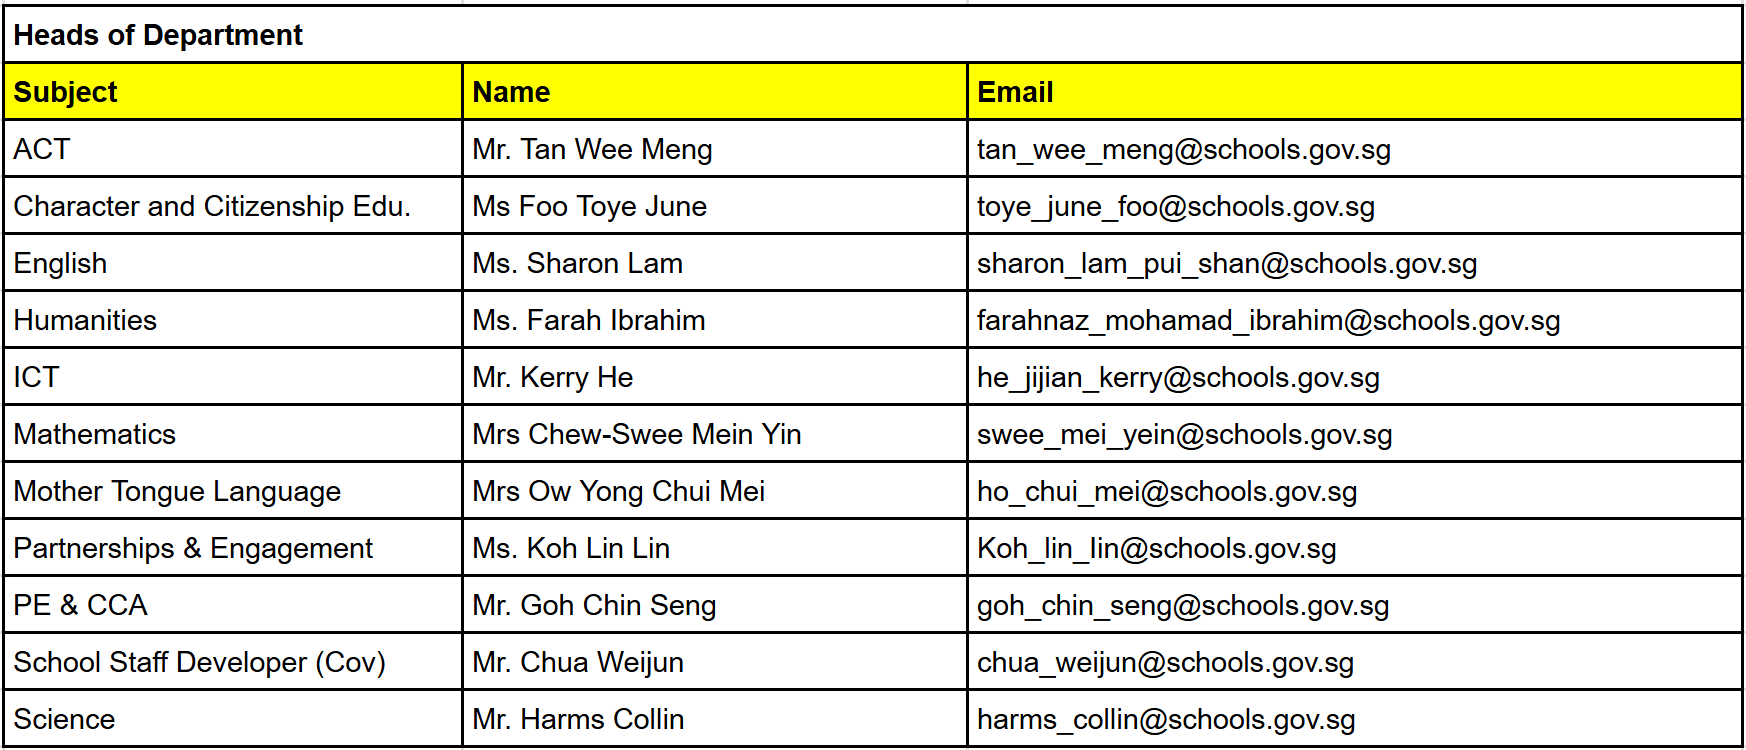 Heads of Department
Subject Name Email
ACT Mr. Tan Wee Meng tan_wee_meng@schools.gov.sg
Character and Citizenship Edu. Ms Foo Toye June toye_june_foo@schools.gov.sg
English Ms. Sharon Lam sharon_lam_pui_shan@schools.gov.sg
Humanities Ms. Farah Ibrahim farahnaz_mohamad_ibrahim@schools.gov.sg
ICT Mr. Kerry He he_jijian_kerry@schools.gov.sg
Mathematics Mrs Chew-Swee Mein Yin swee_mei_yein@schools.gov.sg
Mother Tongue Language Mrs Ow Yong Chui Mei ho_chui_mei@schools.gov.sg
Partnerships & Engagement Ms. Koh Lin Lin Koh_lin_lin@schools.gov.sg
PE & CCA Mr. Goh Chin Seng goh_chin_seng@schools.gov.sg
School Staff Developer (Cov) Mr. Chua Weijun chua_weijun@schools.gov.sg
Science Mr. Harms Collin harms_collin@schools.gov.sg